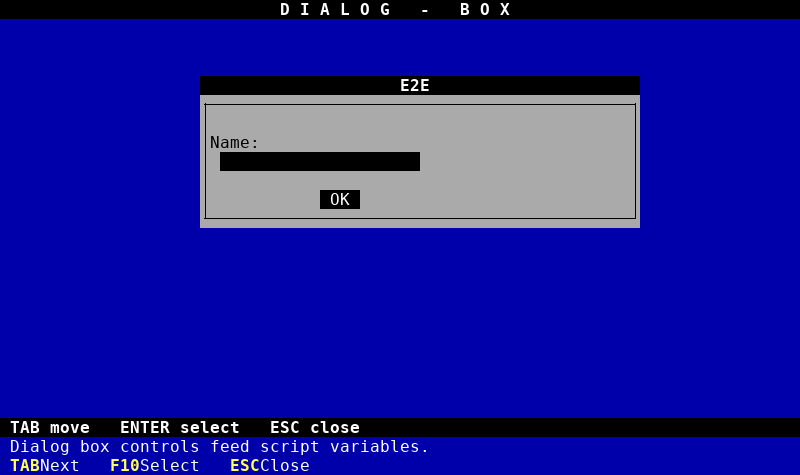 D I A L O G - B O X
E2E
Name:
OK
TAB move ENTER select ESC close
Dialog box controls feed script variables.
TABNext F10Select ESCClose